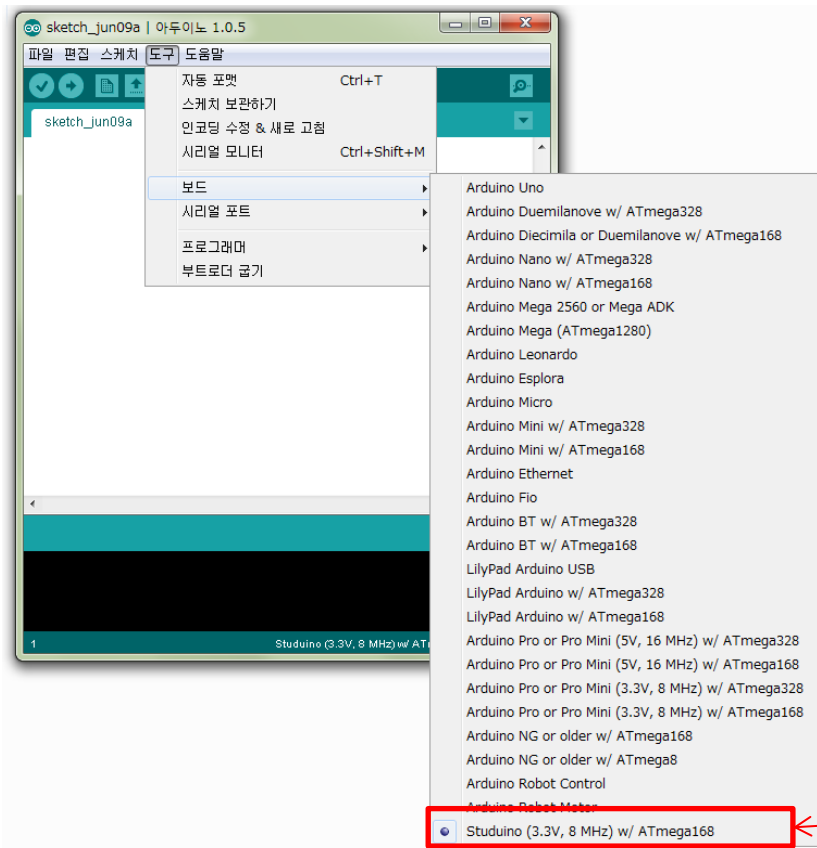 sketch_jun09a | 아두이노 1.0.5
파일 편집 스케치 도구 도움말
sketch_jun09a
자동 포맷 Ctrl+T
스케치 보관하기
인코딩 수정 & 새로 고침
시리얼 모니터 Ctrl+Shift+M
보드
시리얼 포트
프로그래머
부트로더 굽기
Arduino Uno
Arduino Duemilanove w/ ATmega328
Arduino Diecimila or Duemilanove w/ ATmega168
Arduino Nano w/ ATmega328
Arduino Nano w/ ATmega168
Arduino Mega 2560 or Mega ADK
Arduino Mega (ATmega1280)
Arduino Leonardo
Arduino Esplora
Arduino Micro
Arduino Mini w/ ATmega328
Arduino Mini w/ ATmega168
Arduino Ethernet
Arduino Fio
Arduino BT w/ ATmega328
Arduino BT w/ ATmega168
LilyPad Arduino USB
LilyPad Arduino w/ ATmega328
LilyPad Arduino w/ ATmega168
Arduino Pro or Pro Mini (5V, 16 MHz) w/ ATmega328
Arduino Pro or Pro Mini (5V, 16 MHz) w/ ATmega168
Arduino Pro or Pro Mini (3.3V, 8 MHz) w/ ATmega328
Arduino Pro or Pro Mini (3.3V, 8 MHz) w/ ATmega168
Arduino NG or older w/ ATmega168
Arduino NG or older w/ ATmega8
Arduino Robot Control
Arduino Robot Motor
Studuino (3.3V, 8 MHz) w/ ATmega168
1 Studuino (3.3V, 8 MHz) w/ AT